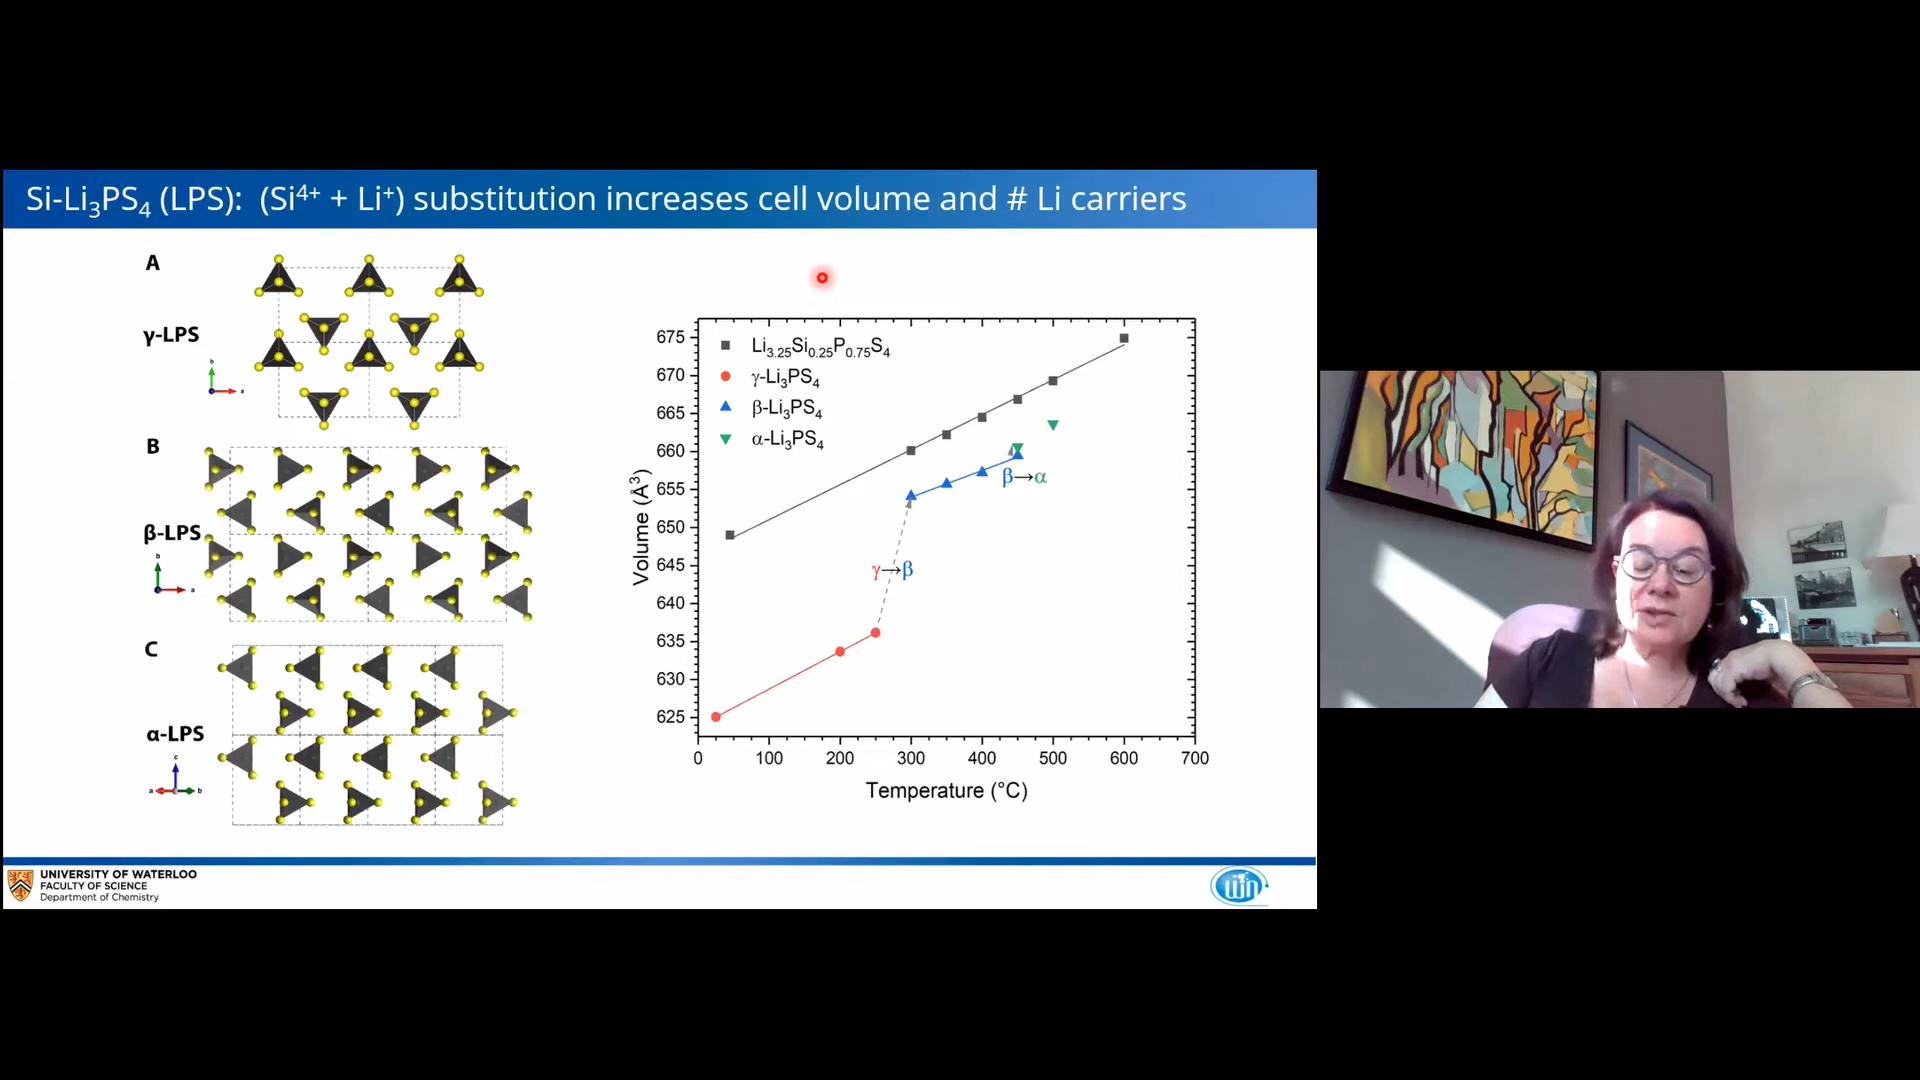 Si-Li₃PS₄ (LPS): (Si⁴⁺ + Li⁺) substitution increases cell volume and # Li carriers
A
γ-LPS
b
a
B
β-LPS
b
a
C
α-LPS
c
a
b
Li₃.₂₅Si₀.₂₅P₀.₇₅S₄
γ-Li₃PS₄
β-Li₃PS₄
α-Li₃PS₄
675
670
665
660
655
650
645
640
635
630
625
Volume (Å³)
β→α
γ→β
0 100 200 300 400 500 600 700
Temperature (°C)
UNIVERSITY OF WATERLOO
FACULTY OF SCIENCE
Department of Chemistry
WIN